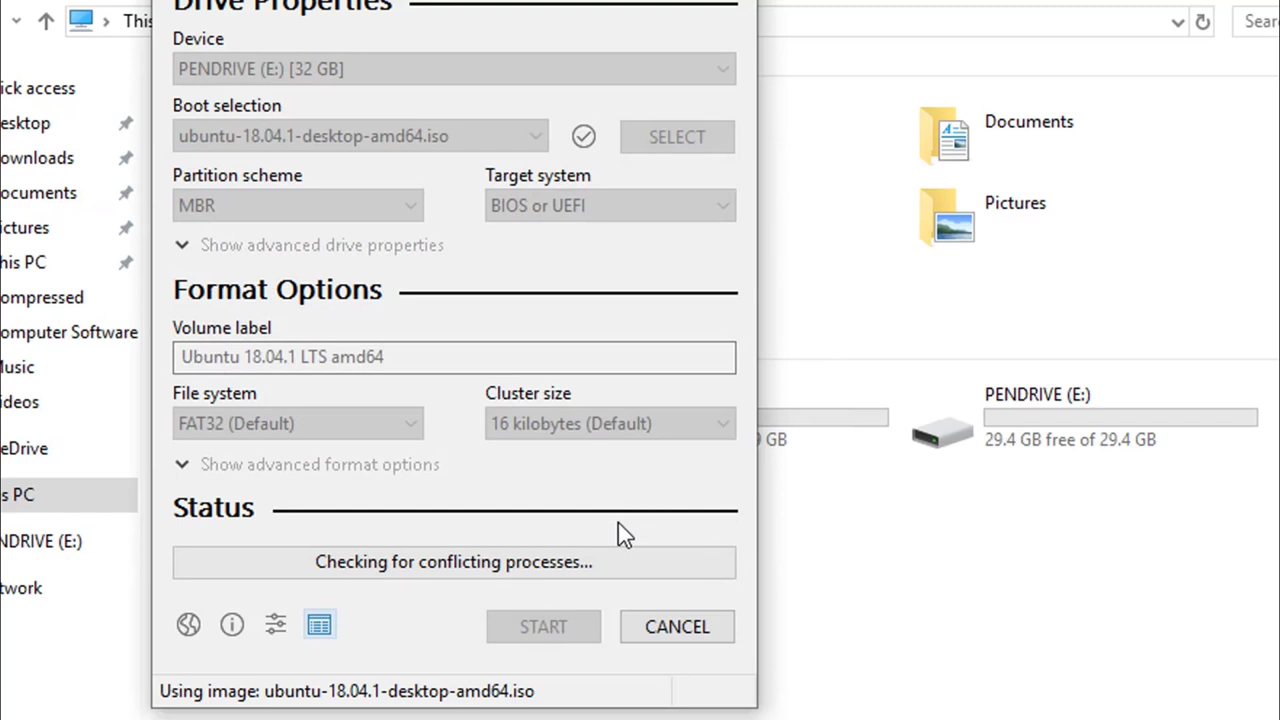 This
Sear
Drive Properties
Device
PENDRIVE (E:) [32 GB]
Boot selection
ubuntu-18.04.1-desktop-amd64.iso
SELECT
Partition scheme
Target system
MBR
BIOS or UEFI
Show advanced drive properties
Format Options
Volume label
Ubuntu 18.04.1 LTS amd64
File system
Cluster size
FAT32 (Default)
16 kilobytes (Default)
Show advanced format options
Status
Checking for conflicting processes...
START
CANCEL
Using image: ubuntu-18.04.1-desktop-amd64.iso
ick access
esktop
ownloads
ocuments
ictures
his PC
ompressed
omputer Software
Music
ideos
eDrive
s PC
NDRIVE (E:)
twork
Documents
Pictures
9 GB
PENDRIVE (E:)
29.4 GB free of 29.4 GB